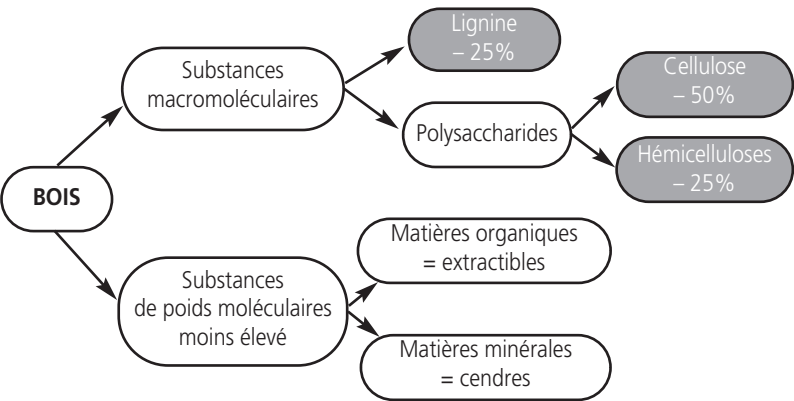 Lignine
– 25%
Substances
macromoléculaires
Cellulose
– 50%
Polysaccharides
Hémicelluloses
– 25%
BOIS
Matières organiques
= extractibles
Substances
de poids moléculaires
moins élevé
Matières minérales
= cendres